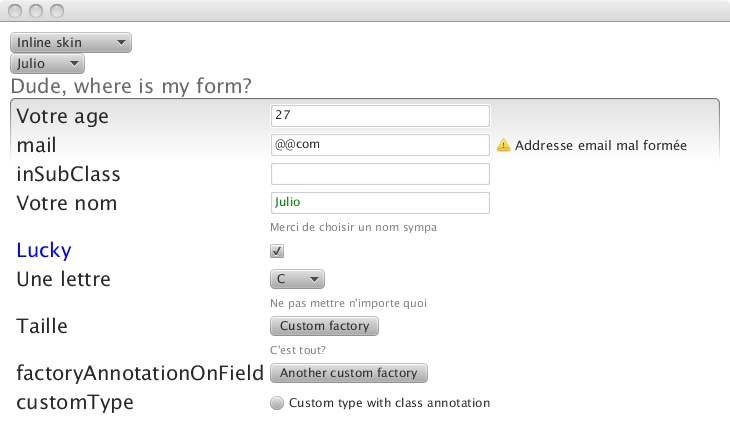 Inline skin
Julio
Dude, where is my form?
Votre age 27
mail @@com Addresse email mal formée
inSubClass
Votre nom Julio
Merci de choisir un nom sympa
Lucky
Une lettre C
Ne pas mettre n'importe quoi
Taille Custom factory
C'est tout?
factoryAnnotationOnField Another custom factory
customType Custom type with class annotation